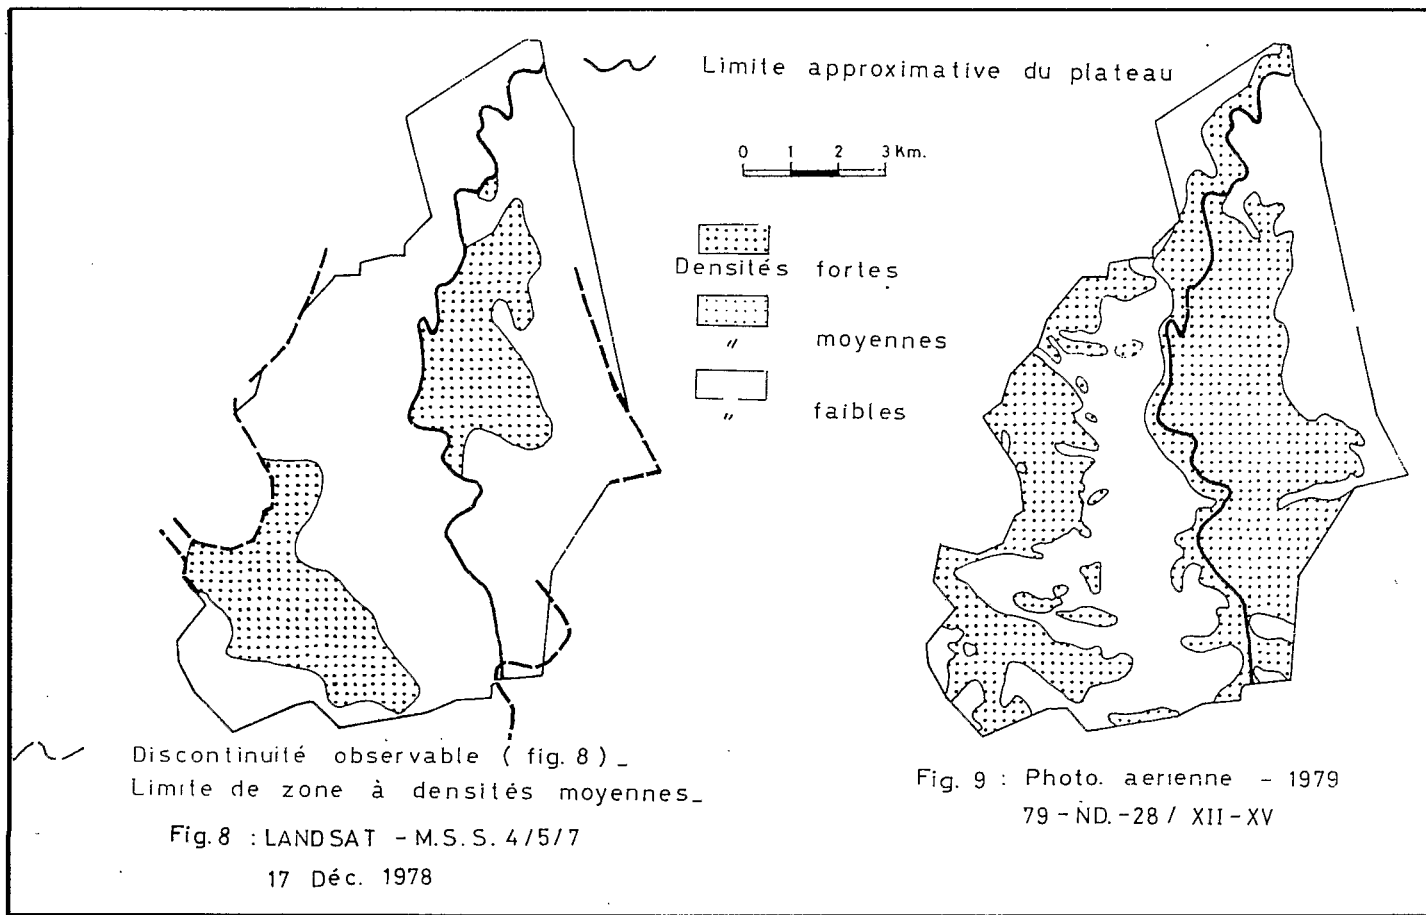 Limite approximative du plateau
0 1 2 3 Km.
Densités fortes
〃 moyennes
〃 faibles
Discontinuité observable ( fig. 8 ) _
Limite de zone à densités moyennes_
Fig. 8 : LANDSAT - M.S.S. 4/5/7
17 Déc. 1978
Fig. 9 : Photo. aerienne - 1979
79 - ND. - 28 / XII - XV